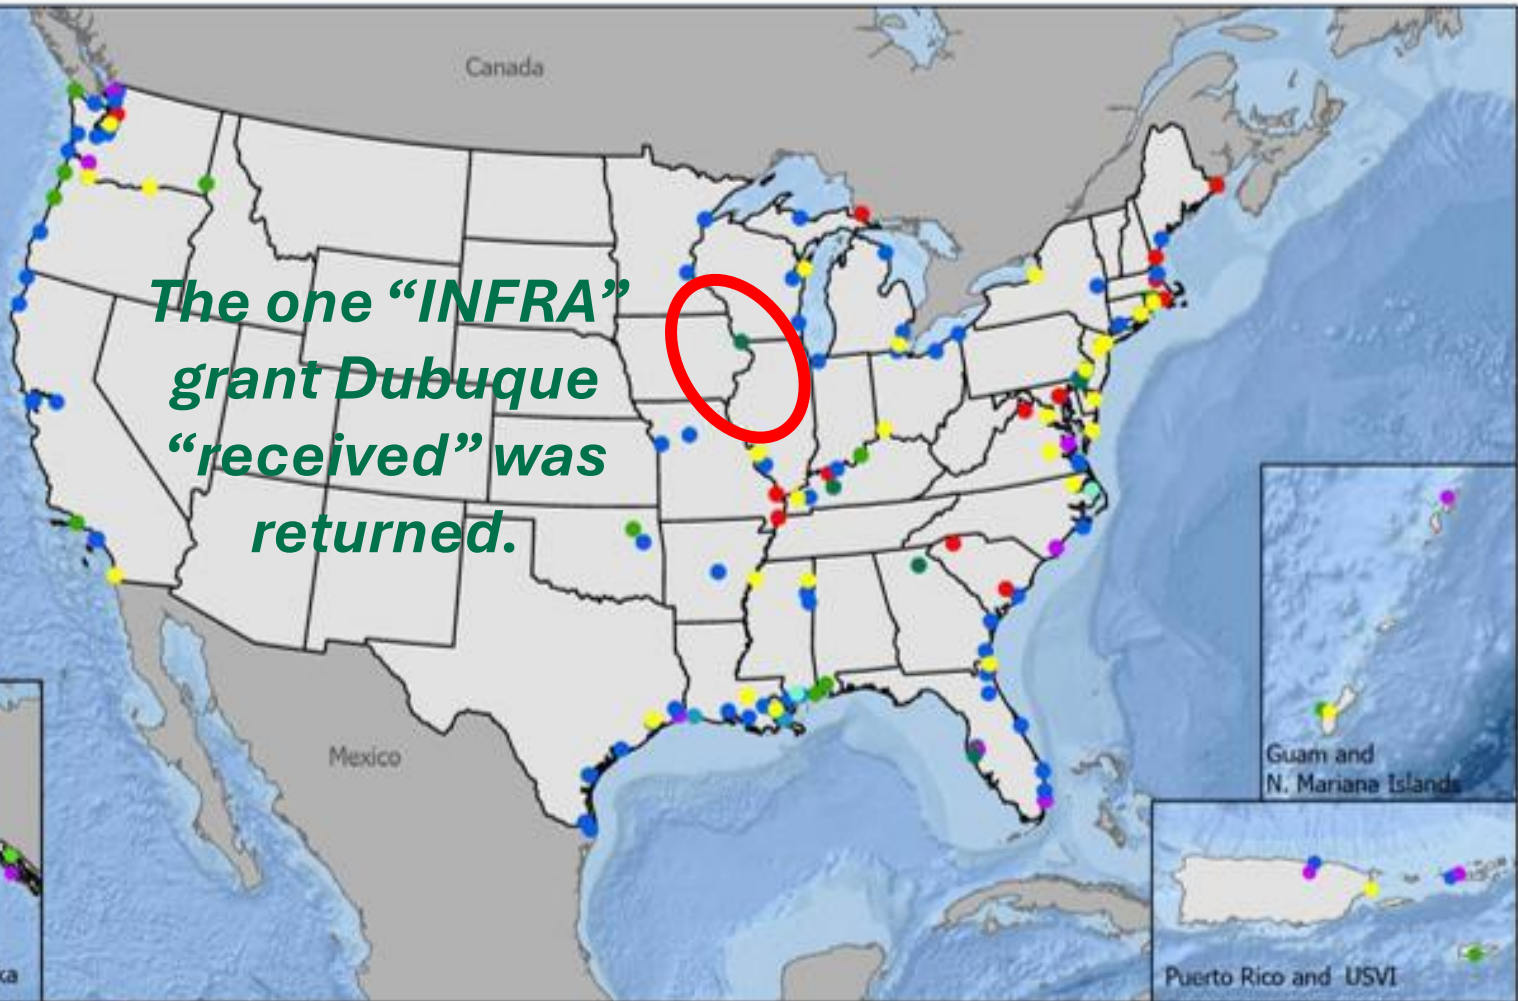 Canada
The one “INFRA”
grant Dubuque
“received” was
returned.
Mexico
Guam and
N. Mariana Islands
Puerto Rico and USVI